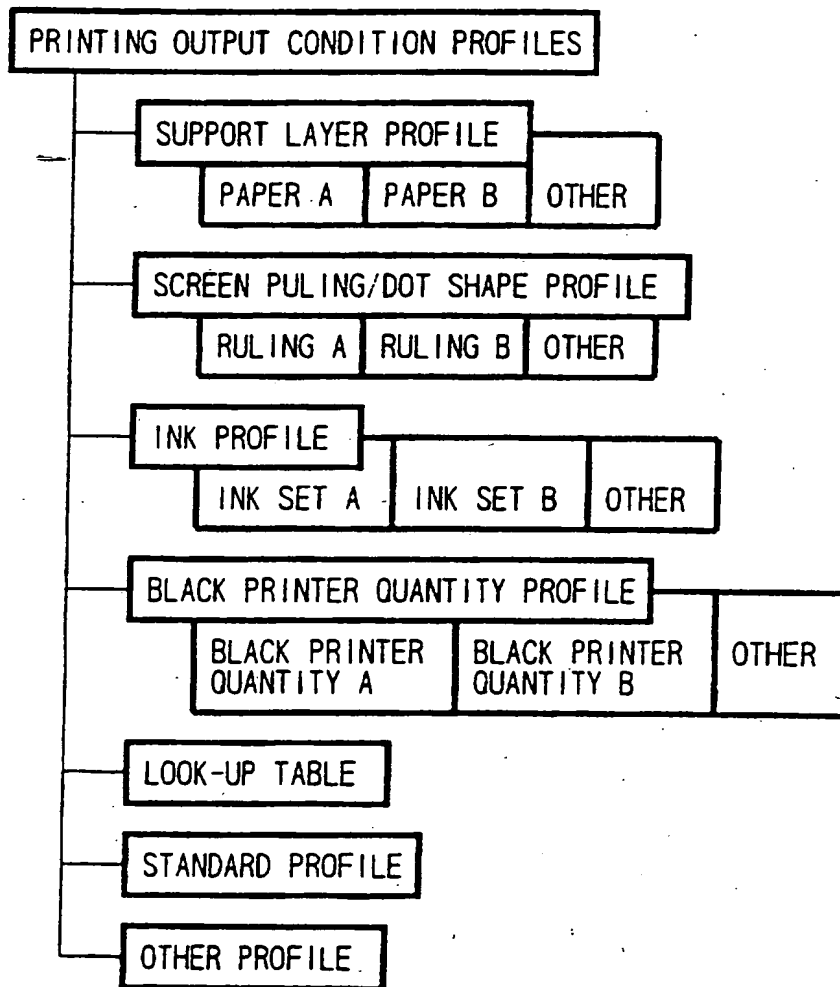 PRINTING OUTPUT CONDITION PROFILES
SUPPORT LAYER PROFILE
PAPER A PAPER B OTHER
SCREEN PULING/DOT SHAPE PROFILE
RULING A RULING B OTHER
INK PROFILE
INK SET A INK SET B OTHER
BLACK PRINTER QUANTITY PROFILE
BLACK PRINTER BLACK PRINTER OTHER
QUANTITY A QUANTITY B
LOOK-UP TABLE
STANDARD PROFILE
OTHER PROFILE